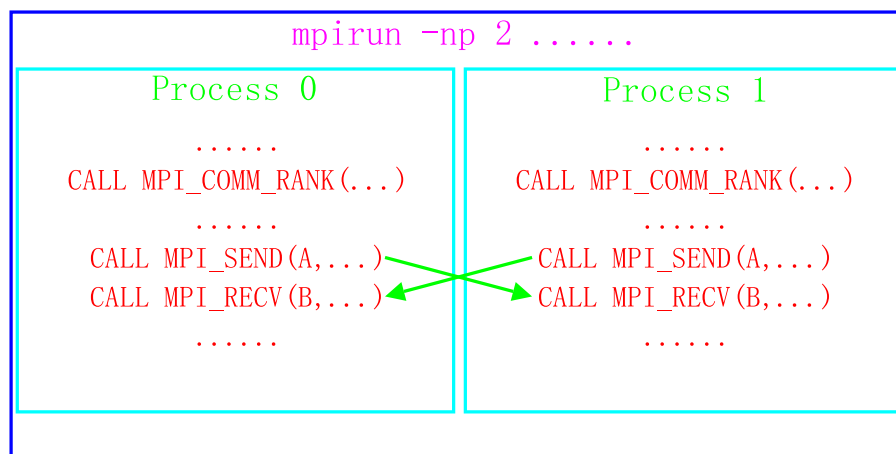 mpirun -np 2 ......
Process 0
......
CALL MPI_COMM_RANK(...)
......
CALL MPI_SEND(A,...)
CALL MPI_RECV(B,...)
......
Process 1
......
CALL MPI_COMM_RANK(...)
......
CALL MPI_SEND(A,...)
CALL MPI_RECV(B,...)
......